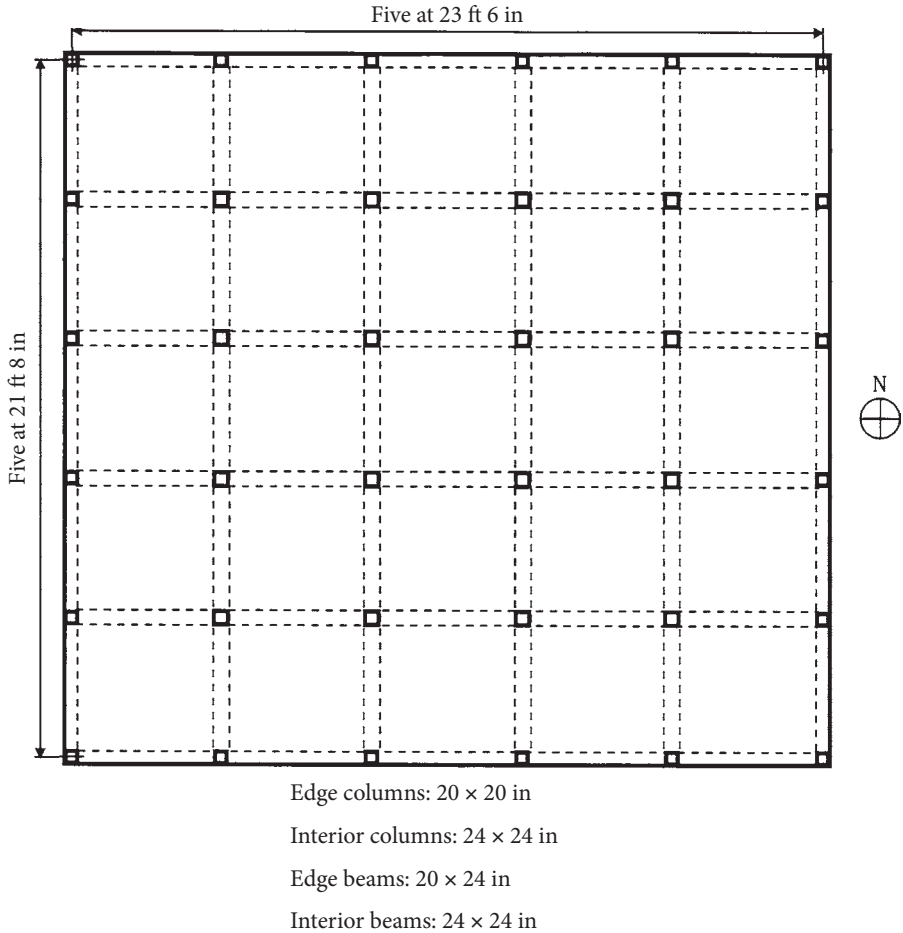 Five at 23 ft 6 in
Five at 21 ft 8 in
N
Edge columns: 20 × 20 in
Interior columns: 24 × 24 in
Edge beams: 20 × 24 in
Interior beams: 24 × 24 in